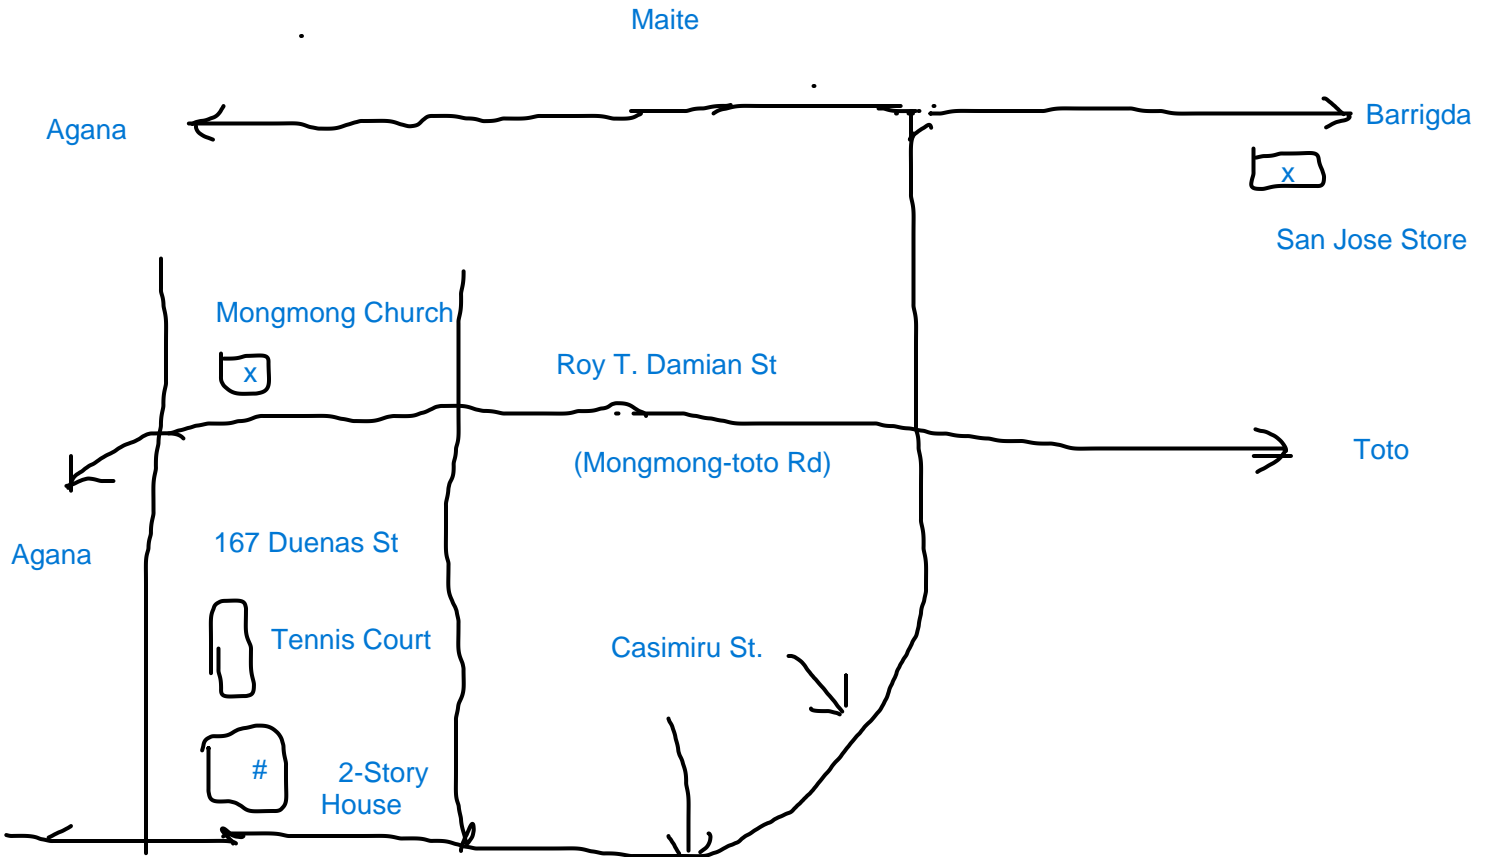 Maite
Agana
Barrigda
x
San Jose Store
Mongmong Church
x
Roy T. Damian St
(Mongmong-toto Rd)
Toto
Agana
167 Duenas St
Tennis Court
Casimiru St.
#
2-Story
House